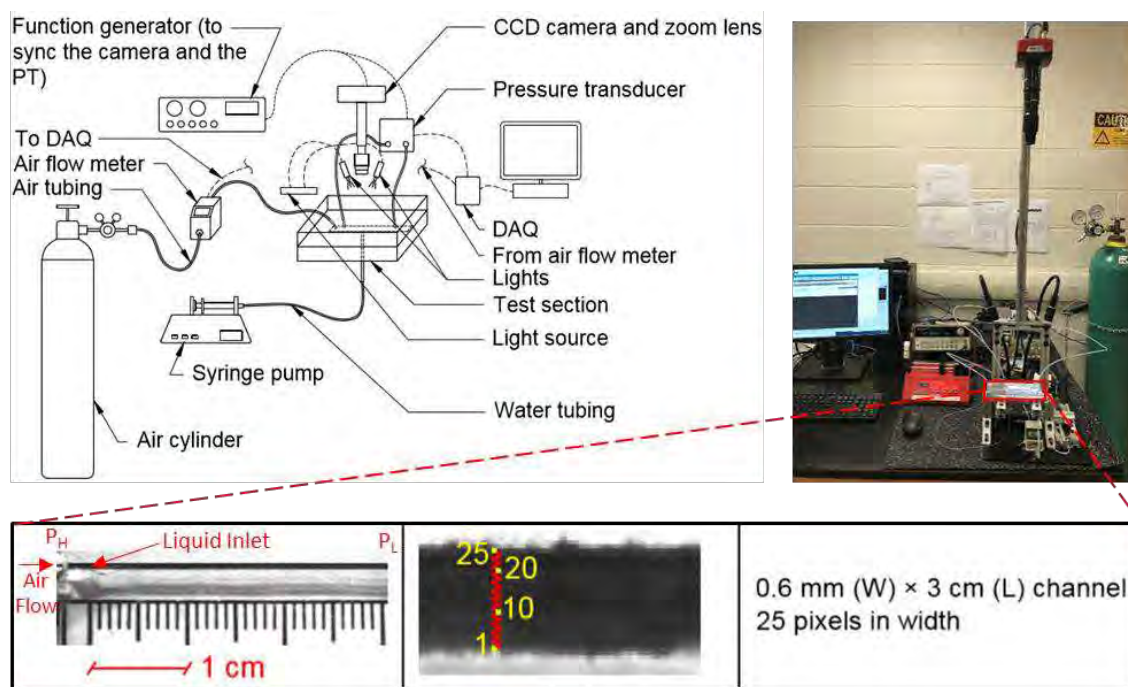 Function generator (to
sync the camera and the
PT)
CCD camera and zoom lens
Pressure transducer
To DAQ
Air flow meter
Air tubing
DAQ
From air flow meter
Lights
Test section
Light source
Syringe pump
Water tubing
Air cylinder
CAUTI
P_H
Liquid Inlet
P_L
Air
Flow
1 cm
25
20
10
1
0.6 mm (W) × 3 cm (L) channel
25 pixels in width